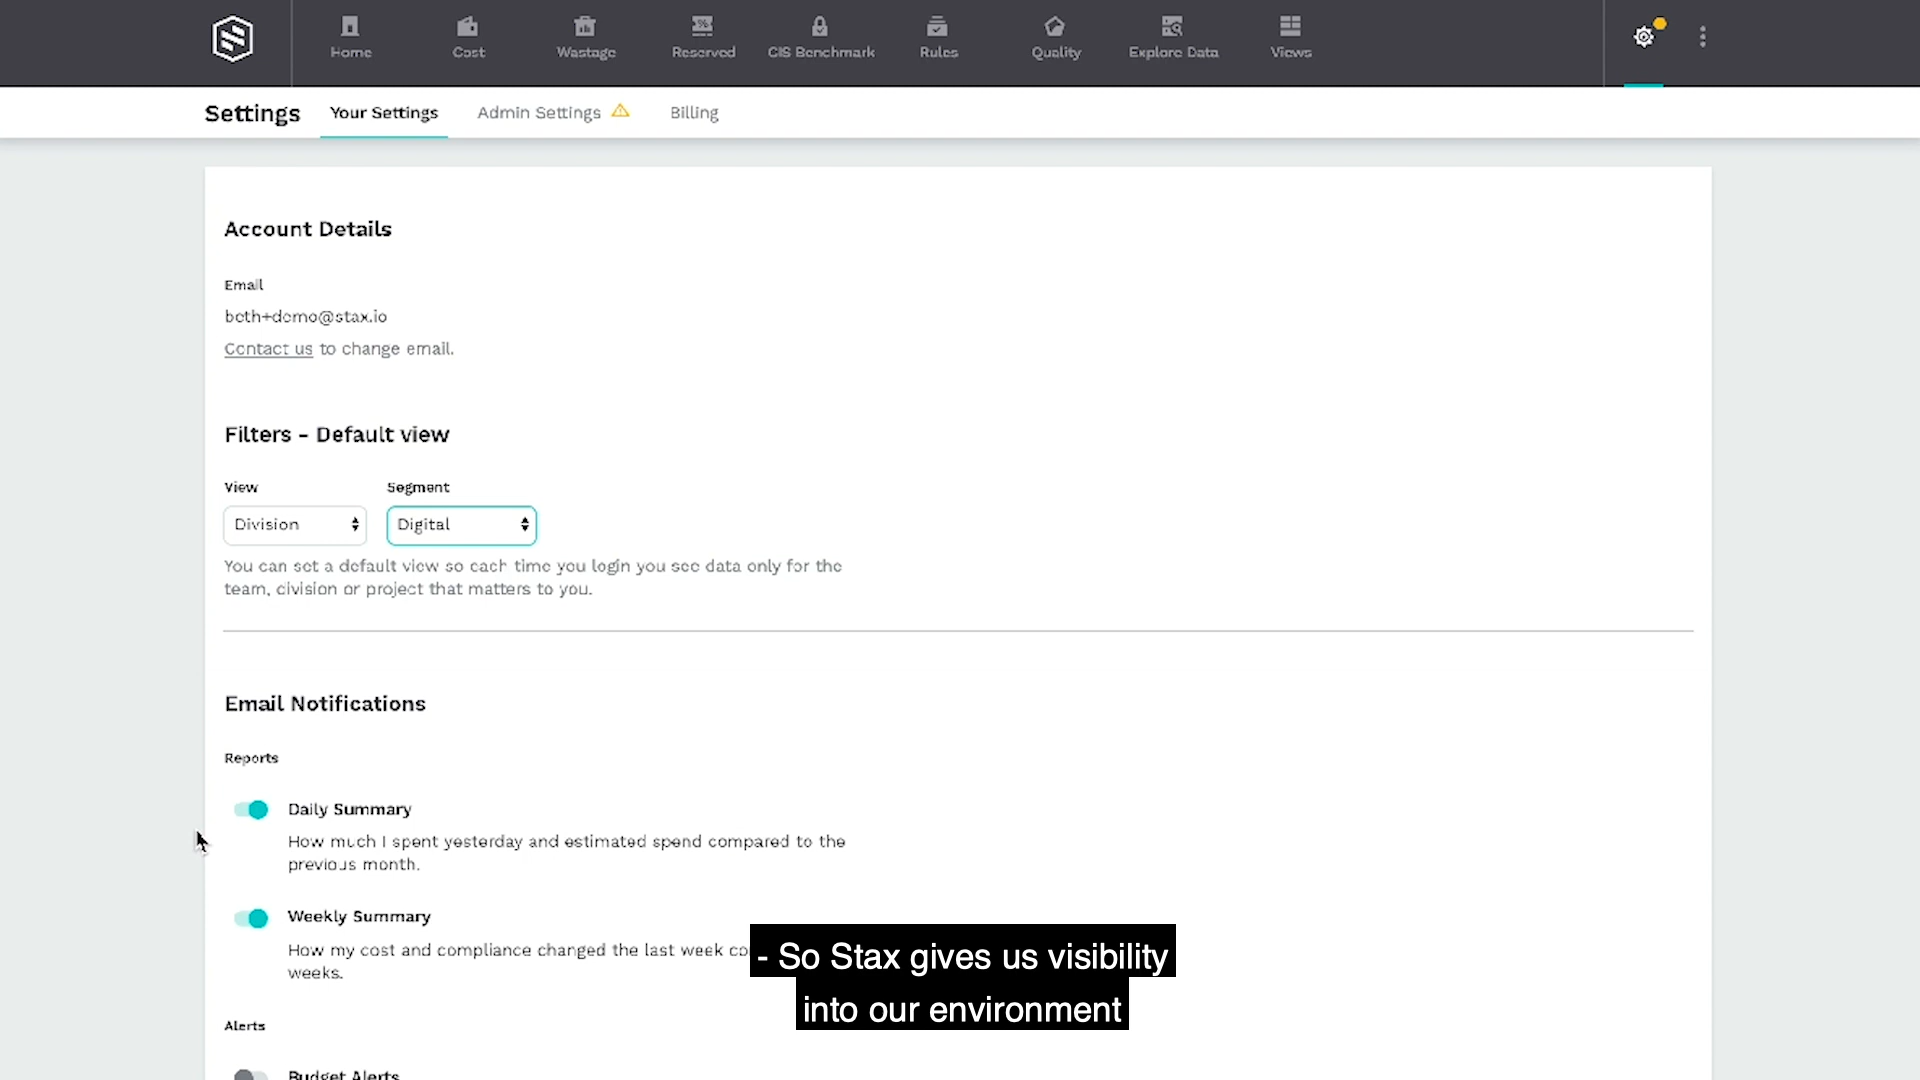 Home
Cost
Wastage
Reserved
CIS Benchmark
Rules
Quality
Explore Data
Views
Settings
Your Settings
Admin Settings
Billing
Account Details
Email
beth+demo@stax.io
Contact us to change email.
Filters - Default view
View
Segment
Division
Digital
You can set a default view so each time you login you see data only for the
team, division or project that matters to you.
Email Notifications
Reports
Daily Summary
How much I spent yesterday and estimated spend compared to the
previous month.
Weekly Summary
How my cost and compliance changed the last week
weeks.
- So Stax gives us visibility
into our environment
Alerts
Budget Alerts